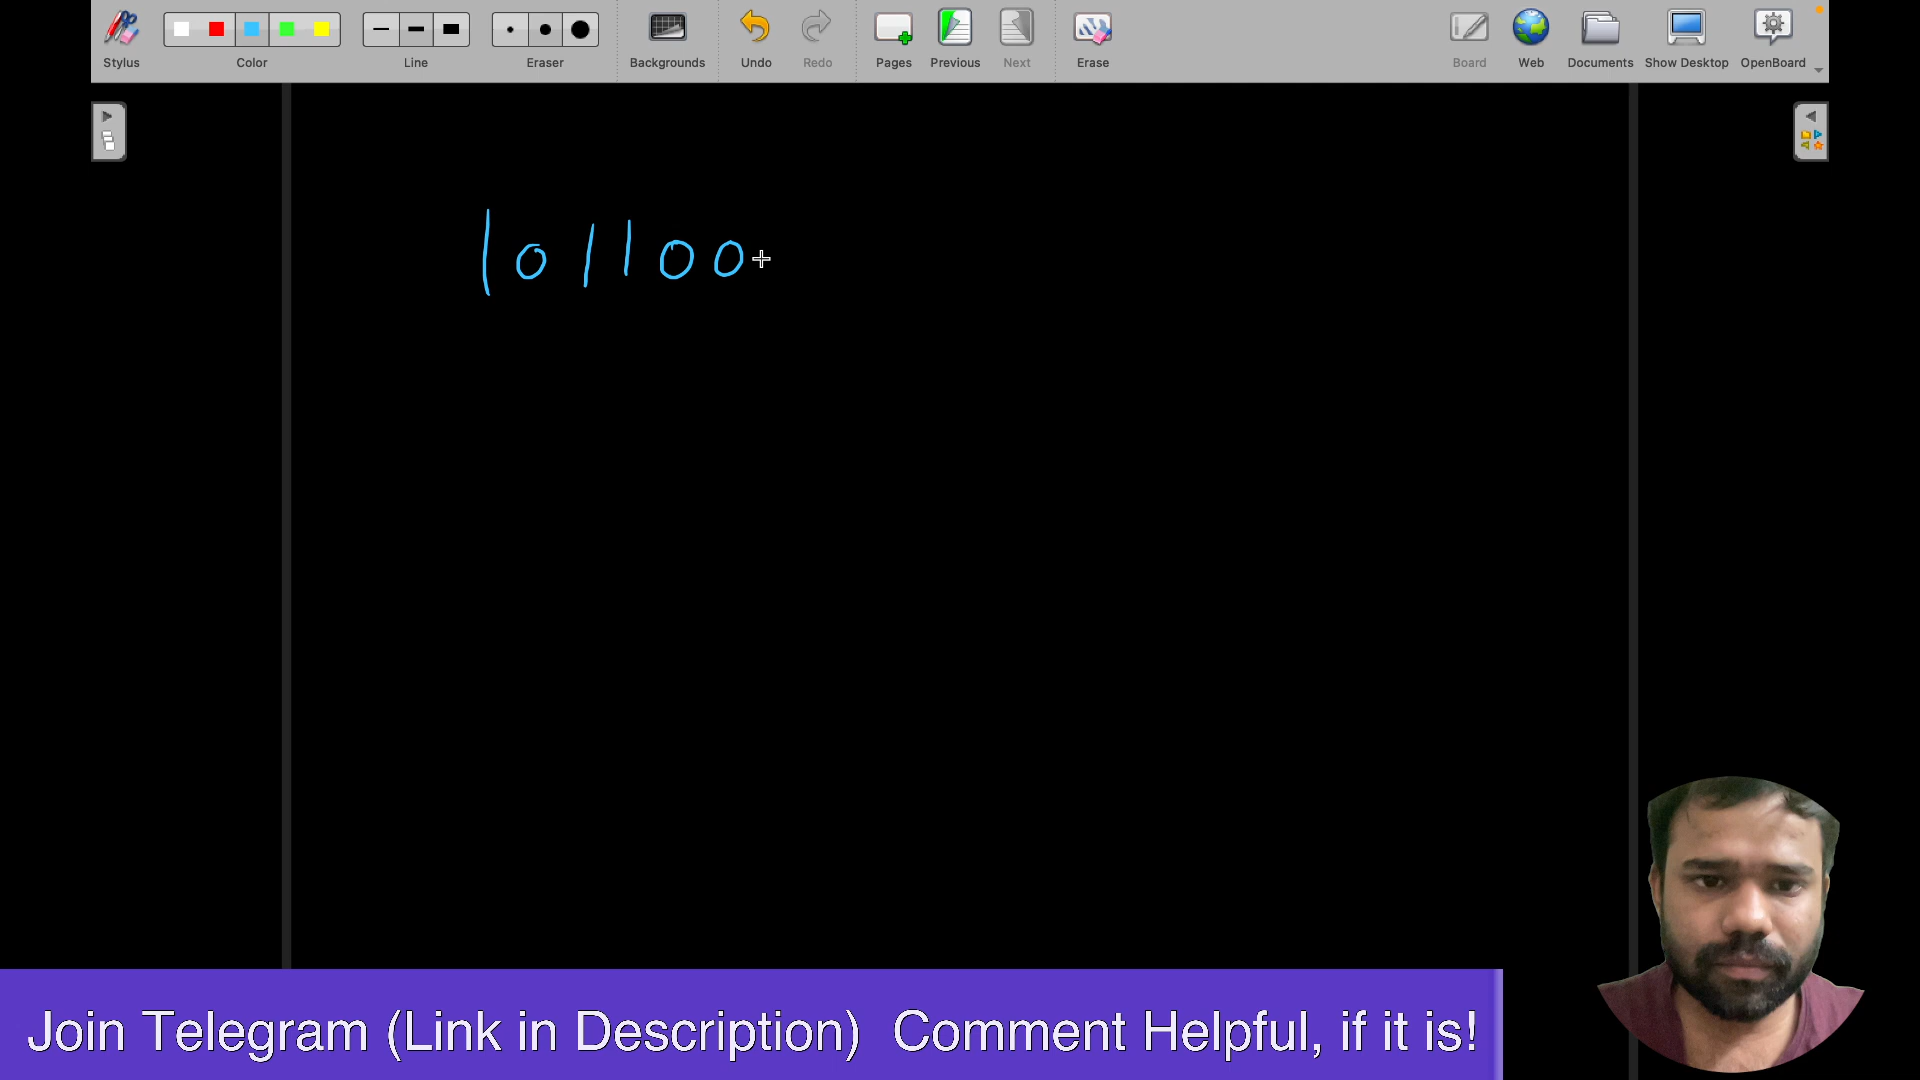 Stylus Color Line Eraser Backgrounds Undo Redo Pages Previous Next Erase Board Web Documents Show Desktop OpenBoard
101100
Join Telegram (Link in Description) Comment Helpful, if it is!